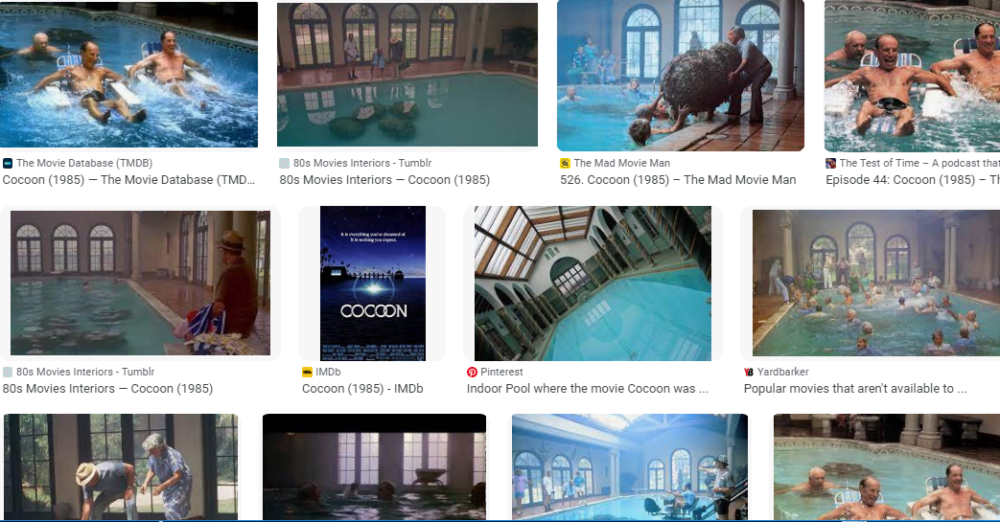 The Movie Database (TMDB)
Cocoon (1985) — The Movie Database (TMD...
80s Movies Interiors - Tumblr
80s Movies Interiors — Cocoon (1985)
The Mad Movie Man
526. Cocoon (1985) – The Mad Movie Man
The Test of Time – A podcast that
Episode 44: Cocoon (1985) – Th
It is everything you've dreamed of.
It is nothing you expect.
COCOON
80s Movies Interiors - Tumblr
80s Movies Interiors — Cocoon (1985)
IMDb
Cocoon (1985) - IMDb
Pinterest
Indoor Pool where the movie Cocoon was ...
Yardbarker
Popular movies that aren't available to ...